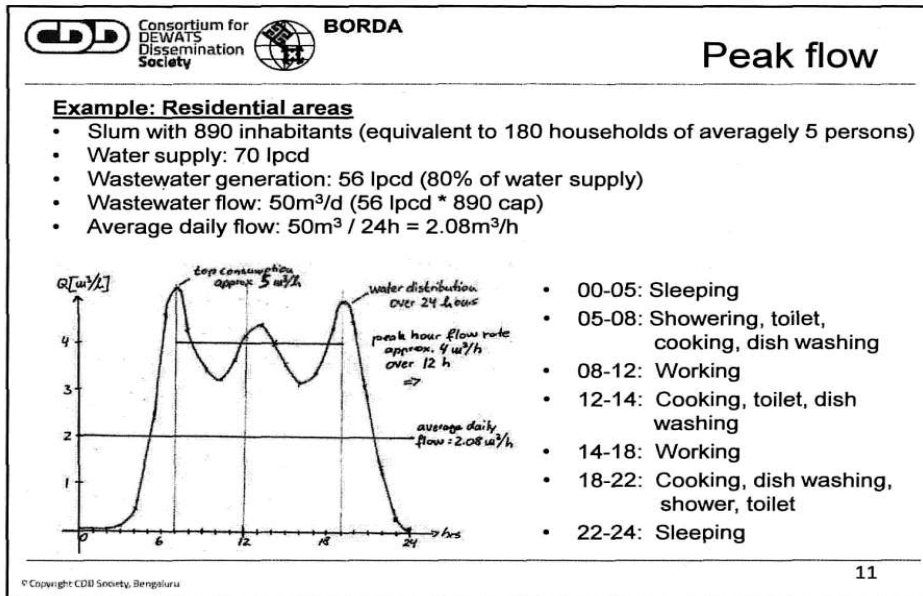 Consortium for
DEWATS
Dissemination
Society
BORDA
Peak flow
Example: Residential areas
• Slum with 890 inhabitants (equivalent to 180 households of averagely 5 persons)
• Water supply: 70 lpcd
• Wastewater generation: 56 lpcd (80% of water supply)
• Wastewater flow: 50m³/d (56 lpcd * 890 cap)
• Average daily flow: 50m³ / 24h = 2.08m³/h
Q[m³/h]
top consumption
approx 5 m³/h
water distribution
over 24 hours
peak hour flow rate
approx. 4 m³/h
over 12 h
⇒
average daily
flow: 2.08 m³/h
4
3
2
1
0 6 12 18 24 hrs
• 00-05: Sleeping
• 05-08: Showering, toilet,
cooking, dish washing
• 08-12: Working
• 12-14: Cooking, toilet, dish
washing
• 14-18: Working
• 18-22: Cooking, dish washing,
shower, toilet
• 22-24: Sleeping
© Copyright CDD Society, Bengaluru
11